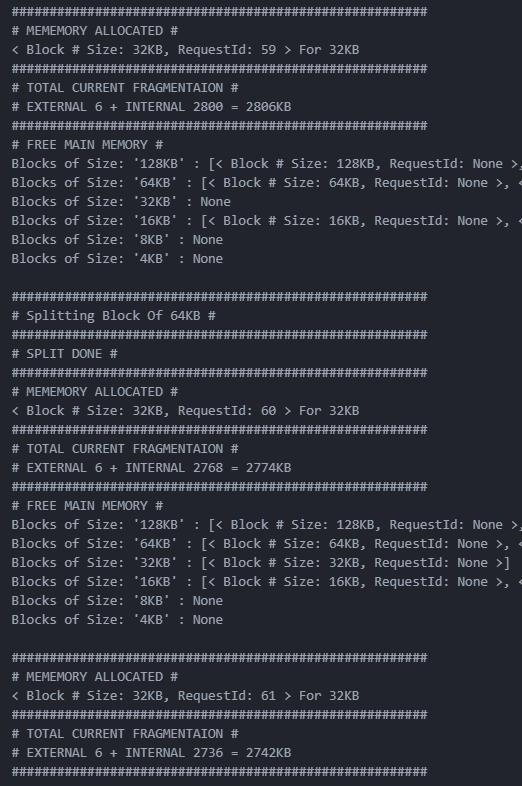 #######################################################
# MEMEMORY ALLOCATED #
< Block # Size: 32KB, RequestId: 59 > For 32KB
#######################################################
# TOTAL CURRENT FRAGMENTAION #
# EXTERNAL 6 + INTERNAL 2800 = 2806KB
#######################################################
# FREE MAIN MEMORY #
Blocks of Size: '128KB' : [< Block # Size: 128KB, RequestId: None >,
Blocks of Size: '64KB' : [< Block # Size: 64KB, RequestId: None >, <
Blocks of Size: '32KB' : None
Blocks of Size: '16KB' : [< Block # Size: 16KB, RequestId: None >, <
Blocks of Size: '8KB' : None
Blocks of Size: '4KB' : None
#######################################################
# Splitting Block Of 64KB #
#######################################################
# SPLIT DONE #
#######################################################
# MEMEMORY ALLOCATED #
< Block # Size: 32KB, RequestId: 60 > For 32KB
#######################################################
# TOTAL CURRENT FRAGMENTAION #
# EXTERNAL 6 + INTERNAL 2768 = 2774KB
#######################################################
# FREE MAIN MEMORY #
Blocks of Size: '128KB' : [< Block # Size: 128KB, RequestId: None >,
Blocks of Size: '64KB' : [< Block # Size: 64KB, RequestId: None >, <
Blocks of Size: '32KB' : [< Block # Size: 32KB, RequestId: None >]
Blocks of Size: '16KB' : [< Block # Size: 16KB, RequestId: None >, <
Blocks of Size: '8KB' : None
Blocks of Size: '4KB' : None
#######################################################
# MEMEMORY ALLOCATED #
< Block # Size: 32KB, RequestId: 61 > For 32KB
#######################################################
# TOTAL CURRENT FRAGMENTAION #
# EXTERNAL 6 + INTERNAL 2736 = 2742KB
#######################################################